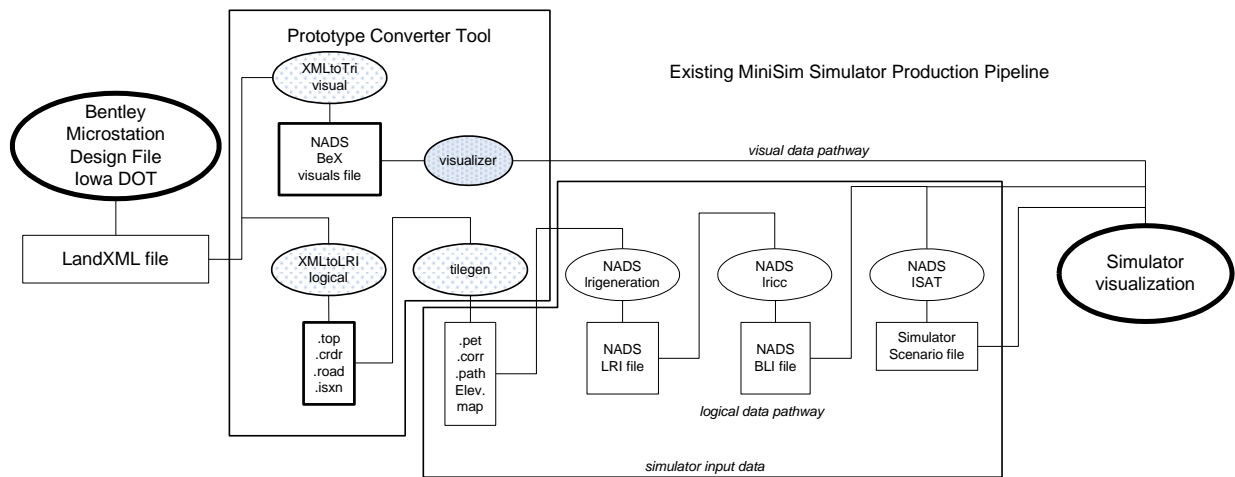 Prototype Converter Tool
Existing MiniSim Simulator Production Pipeline
Bentley
Microstation
Design File
Iowa DOT
LandXML file
XMLtoTri
visual
NADS
BeX
visuals file
visualizer
visual data pathway
XMLtoLRI
logical
.top
.crdr
.road
.isxn
tilegen
.pet
.corr
.path
Elev.
map
NADS
lrigeneration
NADS
LRI file
NADS
lricc
NADS
BLI file
NADS
ISAT
Simulator
Scenario file
Simulator
visualization
logical data pathway
simulator input data